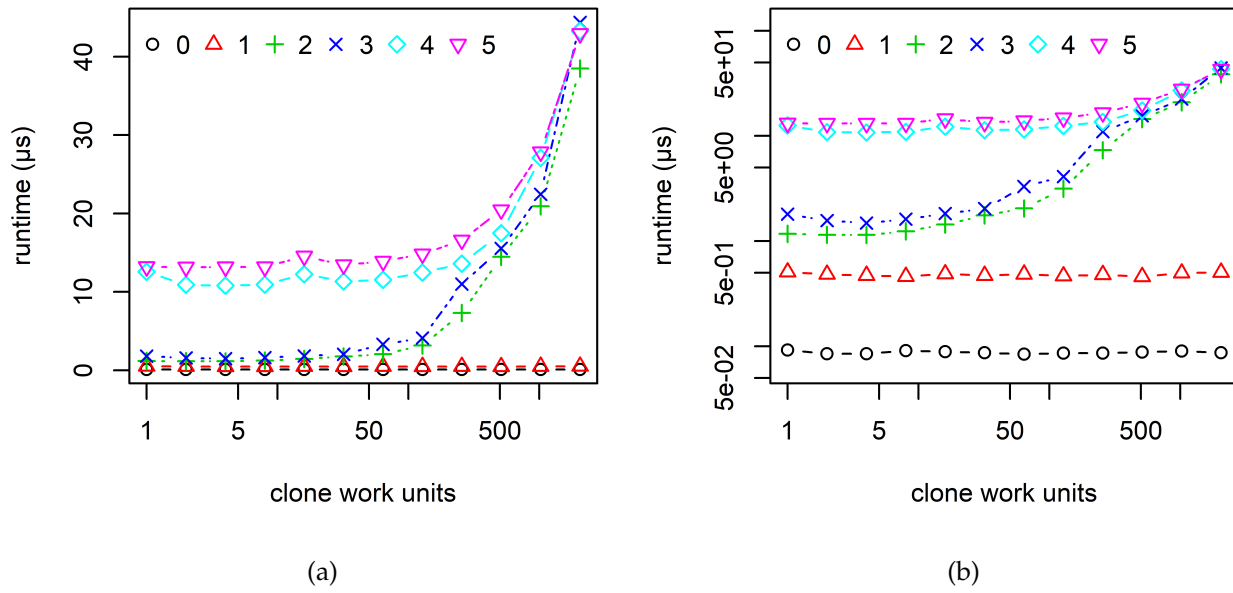 0 1 2 3 4 5
40
30
20
10
0
runtime (µs)
1 5 50 500
clone work units
(a)
0 1 2 3 4 5
5e+01
5e+00
5e-01
5e-02
runtime (µs)
1 5 50 500
clone work units
(b)